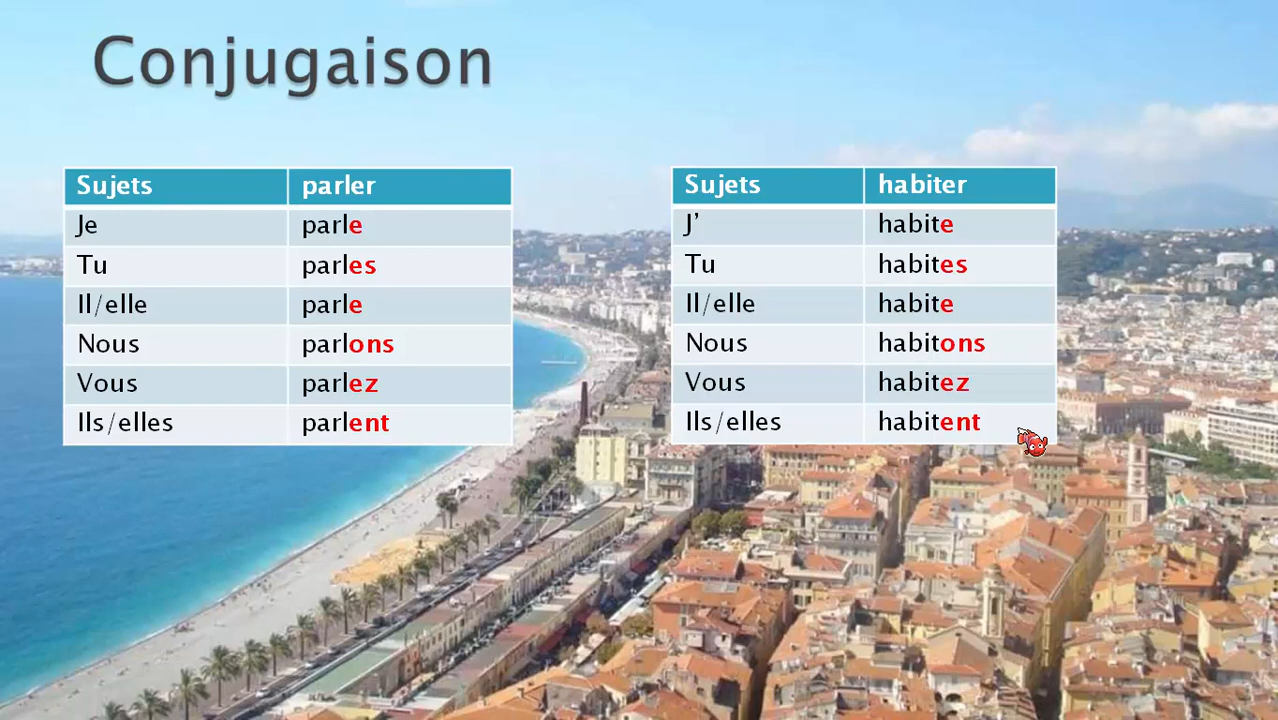 Conjugaison
Sujets parler
Je parle
Tu parles
Il/elle parle
Nous parlons
Vous parlez
Ils/elles parlent
Sujets habiter
J’ habite
Tu habites
Il/elle habite
Nous habitons
Vous habitez
Ils/elles habitent